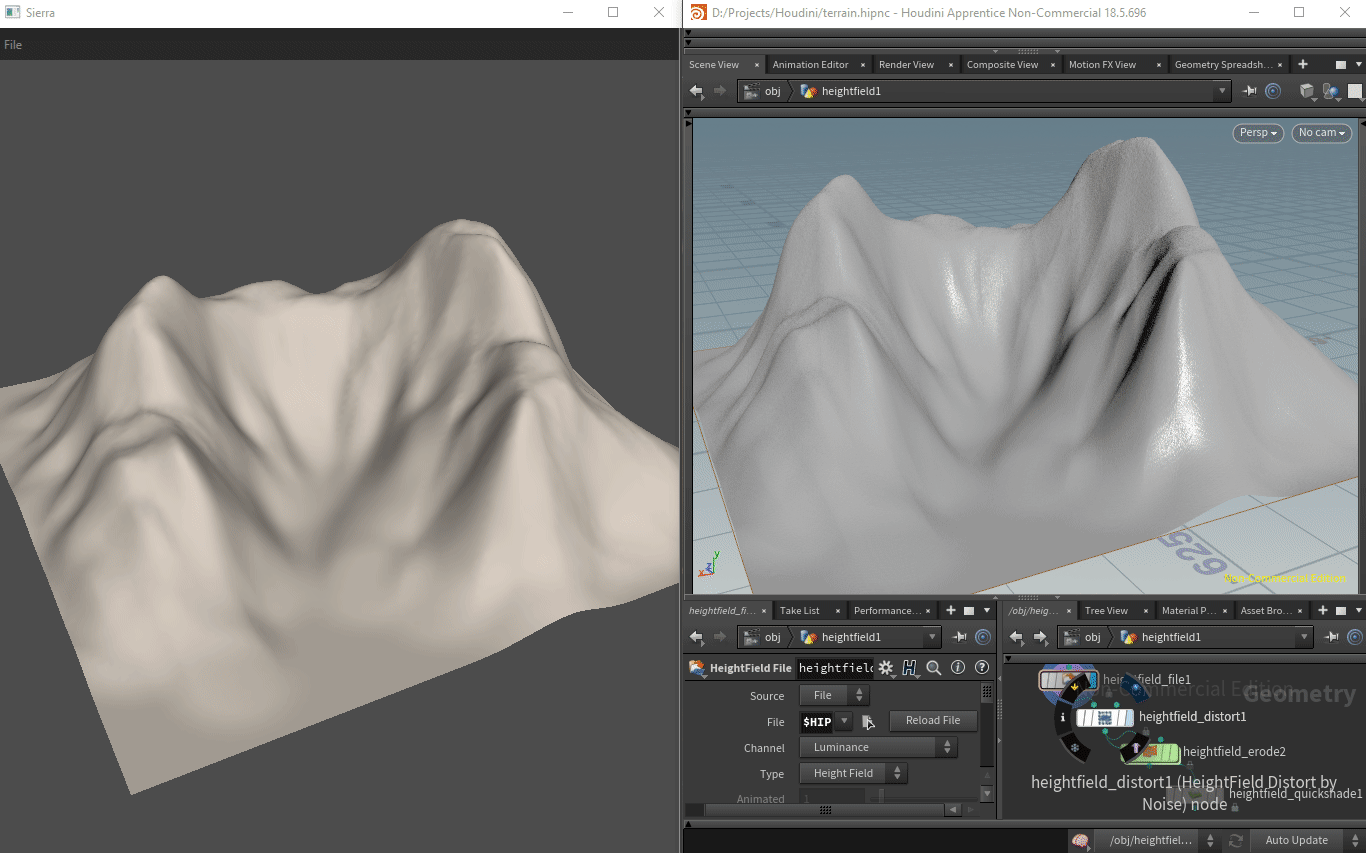 Sierra
File
D:/Projects/Houdini/terrain.hipnc - Houdini Apprentice Non-Commercial 18.5.696
Scene View
Animation Editor
Render View
Composite View
Motion FX View
Geometry Spreadsh...
obj
heightfield1
Persp
No cam
625
y
x
z
Non-Commercial Edition
heightfield_fi...
Take List
Performance...
obj
heightfield1
HeightField File
heightfield
Source
File
File
$HIP
Reload File
Channel
Luminance
Type
Height Field
Animated
1
/obj/heig...
Tree View
Material P...
Asset Bro...
obj
heightfield1
Non-Commercial Edition
Geometry
heightfield_file1
heightfield_distort1
heightfield_erode2
heightfield_quickshade1
heightfield_distort1 (HeightField Distort by
Noise) node
/obj/heightfiel...
Auto Update